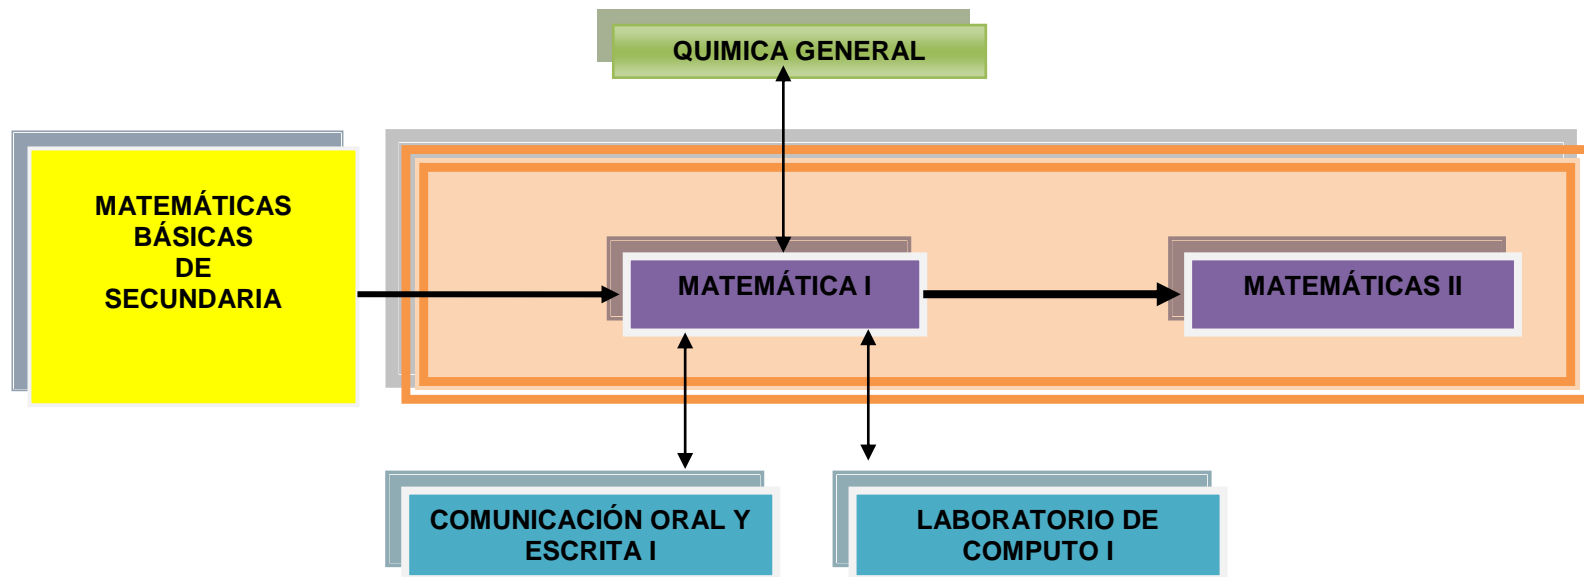 QUIMICA GENERAL
MATEMÁTICAS
BÁSICAS
DE
SECUNDARIA
MATEMÁTICA I
MATEMÁTICAS II
COMUNICACIÓN ORAL Y
ESCRITA I
LABORATORIO DE
COMPUTO I